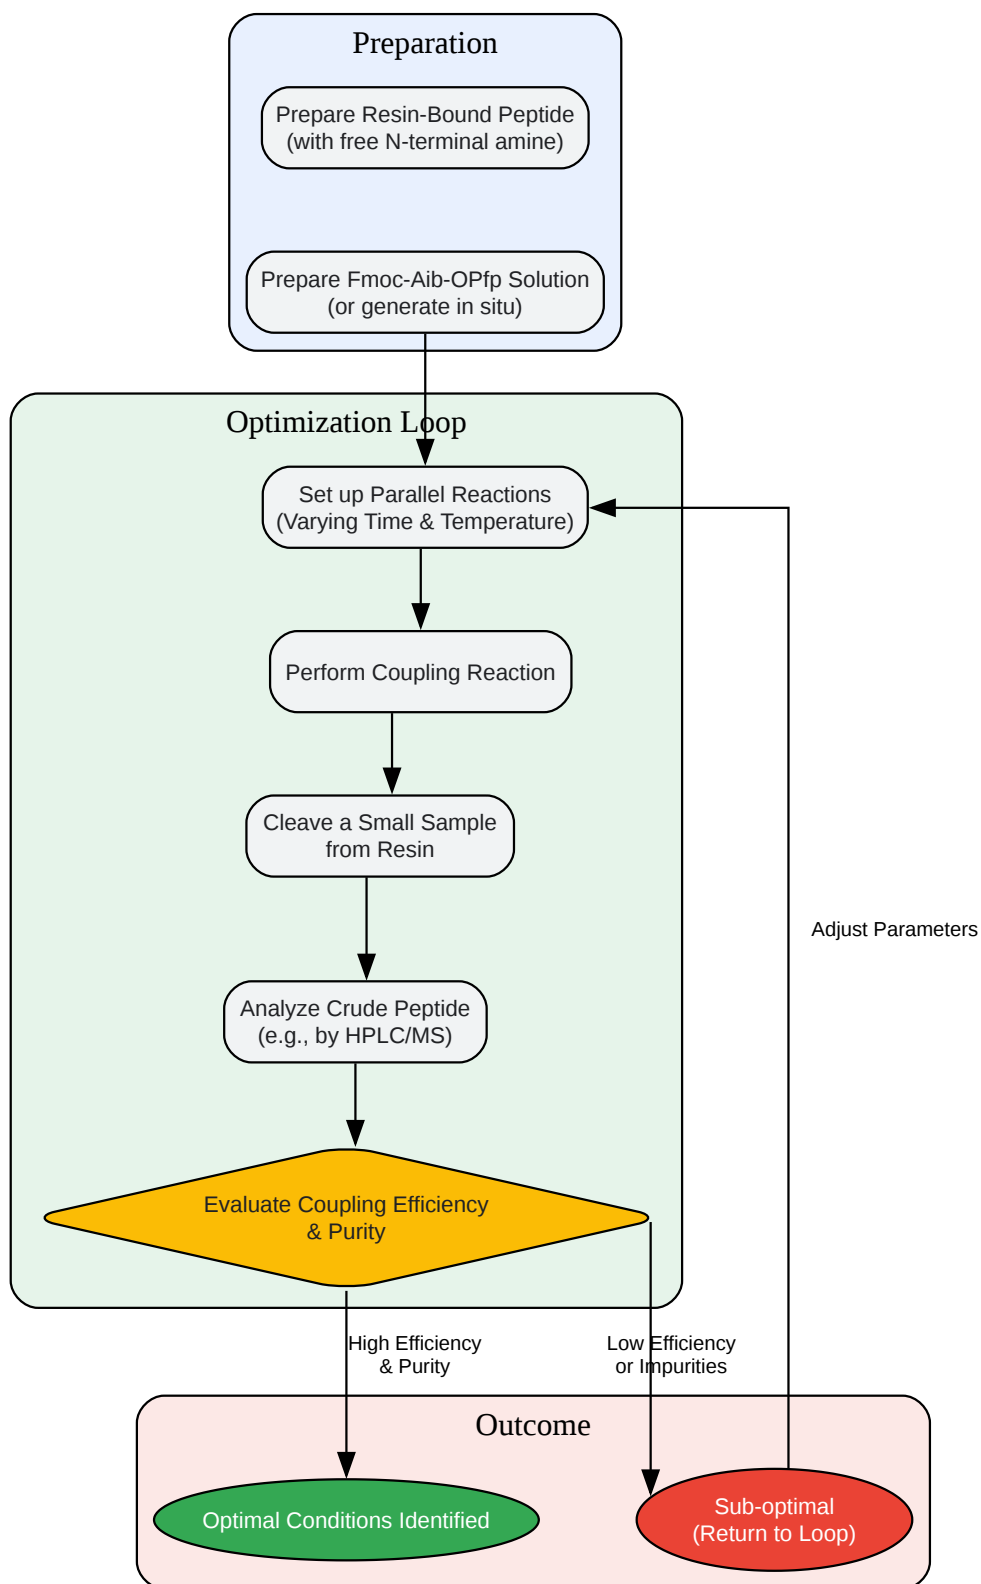 Preparation
Prepare Resin-Bound Peptide
(with free N-terminal amine)
Prepare Fmoc-Aib-OPfp Solution
(or generate in situ)
Optimization Loop
Set up Parallel Reactions
(Varying Time & Temperature)
Perform Coupling Reaction
Cleave a Small Sample
from Resin
Adjust Parameters
Analyze Crude Peptide
(e.g., by HPLC/MS)
Evaluate Coupling Efficiency
& Purity
High Efficiency
& Purity
Low Efficiency
or Impurities
Outcome
Optimal Conditions Identified
Sub-optimal
(Return to Loop)